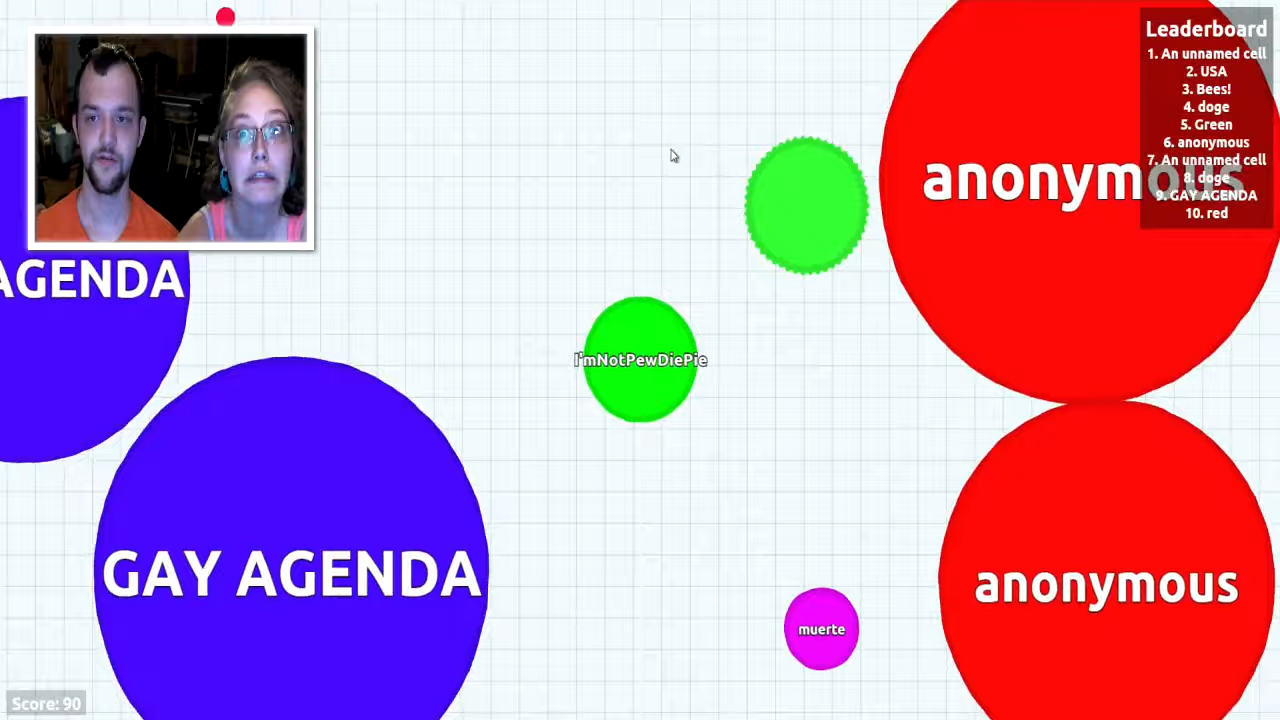 Leaderboard
1. An unnamed cell
2. USA
3. Bees!
4. doge
5. Green
6. anonymous
7. An unnamed cell
8. doge
9. GAY AGENDA
10. red
anonymous
AGENDA
I'mNotPewDiePie
GAY AGENDA
anonymous
muerte
Score: 90